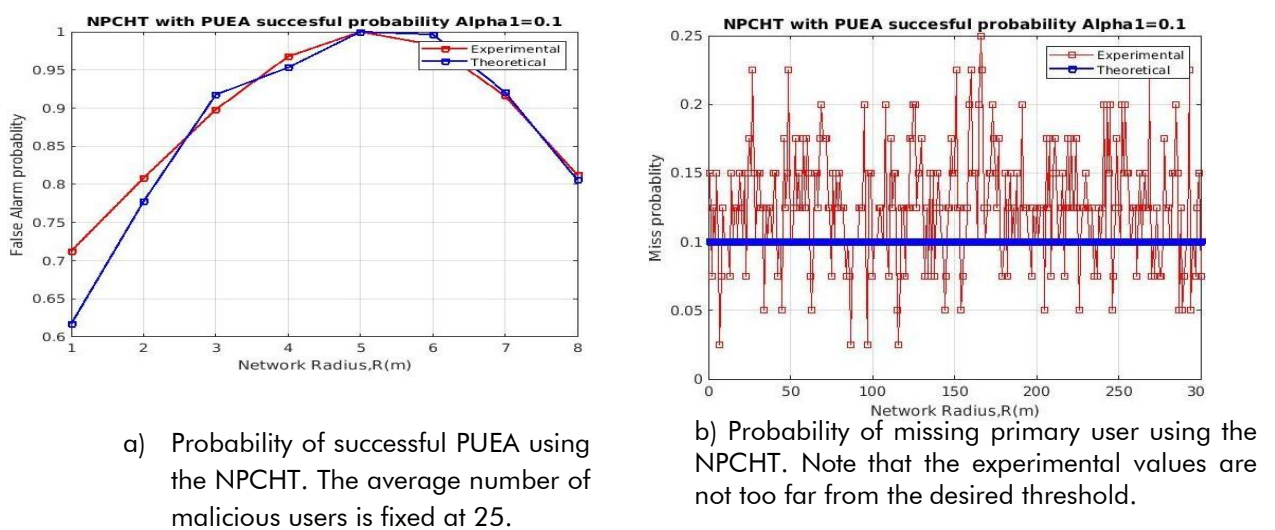 NPCHT with PUEA succesful probability Alpha1=0.1
False Alarm probablity
1
0.95
0.9
0.85
0.8
0.75
0.7
0.65
0.6
Experimental
Theoretical
1 2 3 4 5 6 7 8
Network Radius,R(m)
a) Probability of successful PUEA using
the NPCHT. The average number of
malicious users is fixed at 25.
NPCHT with PUEA succesful probability Alpha1=0.1
Miss probablity
0.25
0.2
0.15
0.1
0.05
0
Experimental
Theoretical
0 50 100 150 200 250 30
Network Radius,R(m)
b) Probability of missing primary user using the
NPCHT. Note that the experimental values are
not too far from the desired threshold.